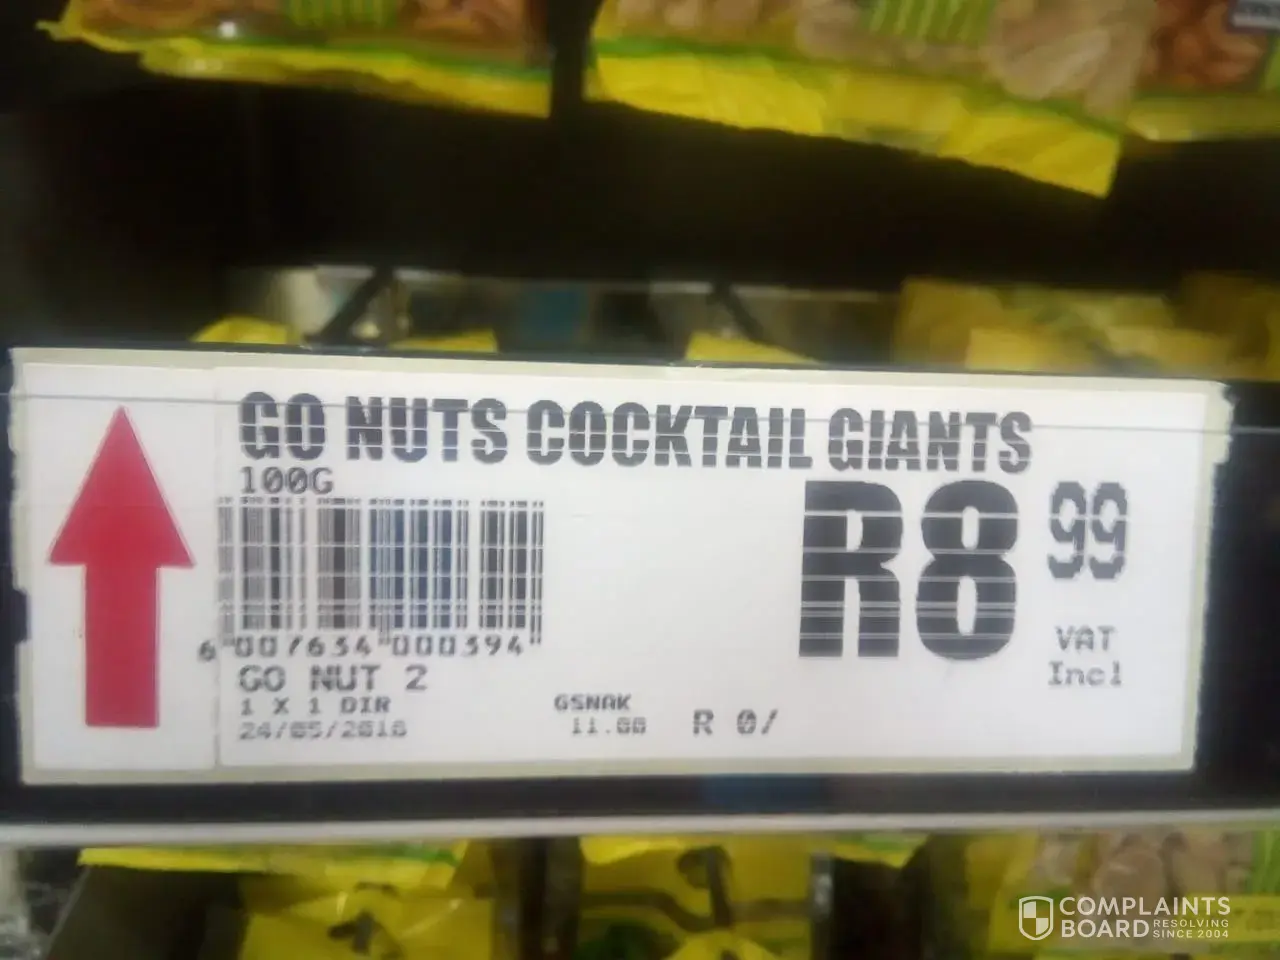 GO NUTS COCKTAIL GIANTS
100G
R8 99
VAT
Incl
6 007634 000394
GO NUT 2
1 X 1 DIR
GSNAK
24/05/2018
11.00 R 0/
COMPLAINTS
BOARD RESOLVING
SINCE 2004